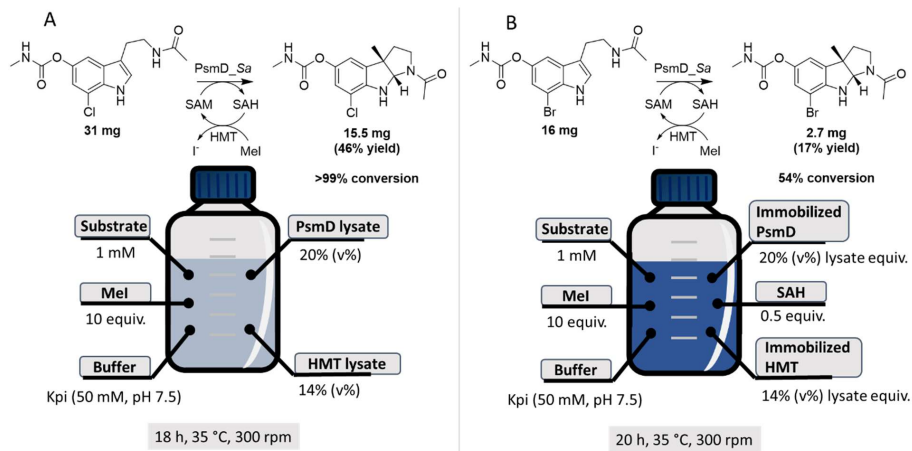 A
PsmD_Sa
SAM
SAH
HMT
I-
MeI
H
N
O
O
H
N
O
N
H
Cl
31 mg
H
N
O
O
N
H
H
N
O
Cl
15.5 mg
(46% yield)
>99% conversion
Substrate
1 mM
MeI
10 equiv.
Buffer
Kpi (50 mM, pH 7.5)
PsmD lysate
20% (v%)
HMT lysate
14% (v%)
18 h, 35 °C, 300 rpm
B
PsmD_Sa
SAM
SAH
HMT
I-
MeI
H
N
O
O
H
N
O
N
H
Br
16 mg
H
N
O
O
N
H
H
N
O
Br
2.7 mg
(17% yield)
54% conversion
Substrate
1 mM
MeI
10 equiv.
Buffer
Kpi (50 mM, pH 7.5)
Immobilized
PsmD
20% (v%) lysate equiv.
SAH
0.5 equiv.
Immobilized
HMT
14% (v%) lysate equiv.
20 h, 35 °C, 300 rpm